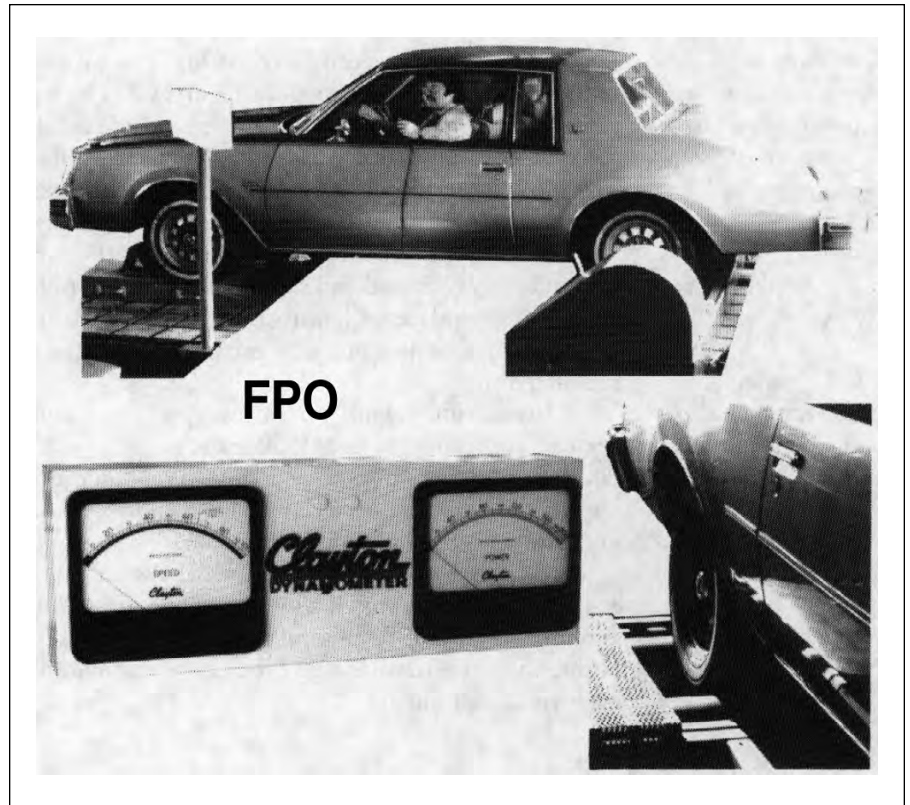 FPO
SPEED
Clayton
Clayton
DYNAMOMETER
POWER
Clayton